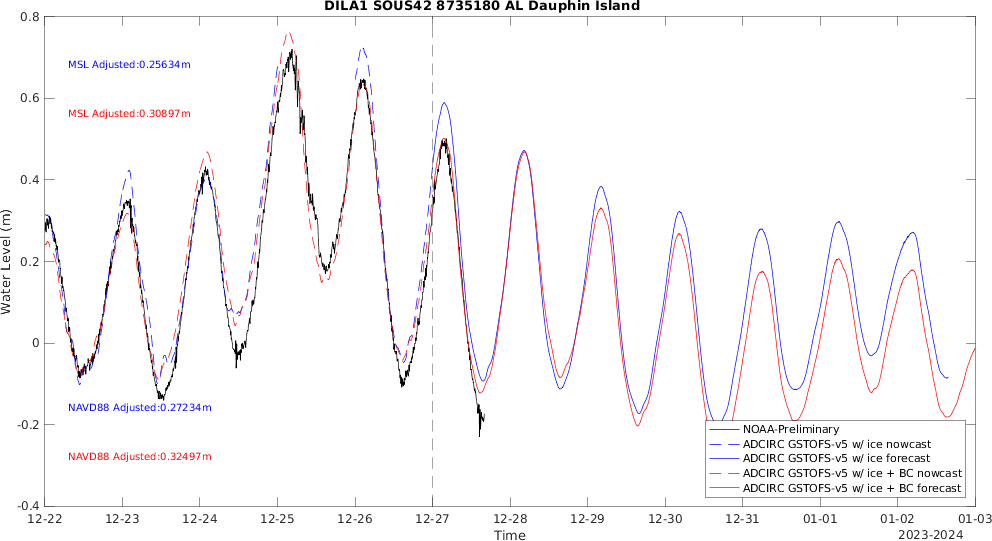 DILA1 SOUS42 8735180 AL Dauphin Island
0.8
0.6
0.4
0.2
0
-0.2
-0.4
Water Level (m)
MSL Adjusted:0.25634m
MSL Adjusted:0.30897m
NAVD88 Adjusted:0.27234m
NAVD88 Adjusted:0.32497m
NOAA-Preliminary
ADCIRC GSTOFS-v5 w/ ice nowcast
ADCIRC GSTOFS-v5 w/ ice forecast
ADCIRC GSTOFS-v5 w/ ice + BC nowcast
ADCIRC GSTOFS-v5 w/ ice + BC forecast
12-22 12-23 12-24 12-25 12-26 12-27 12-28 12-29 12-30 12-31 01-01 01-02 01-03
Time
2023-2024